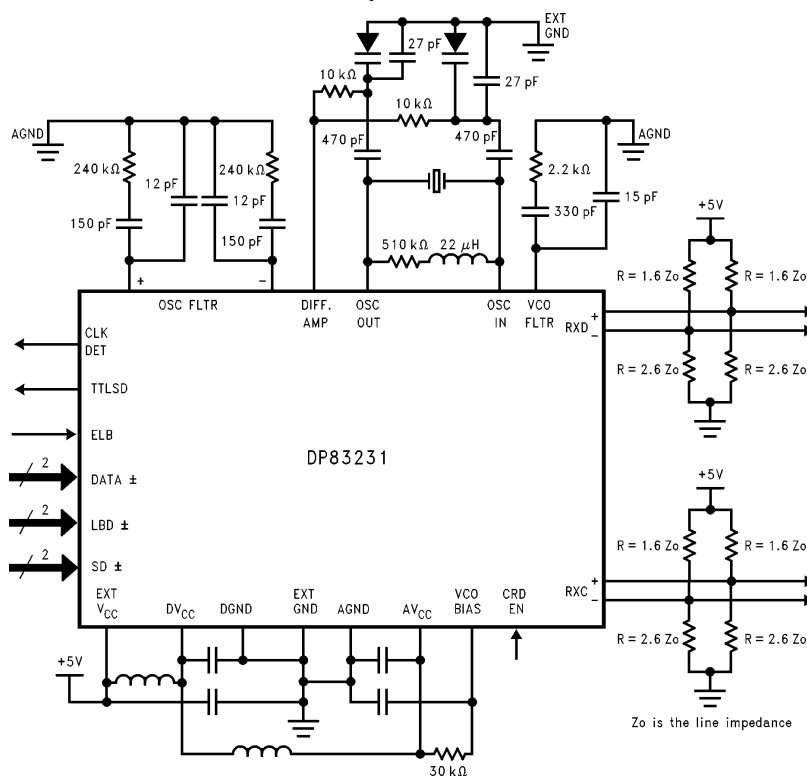 EXT
GND
27 pF
27 pF
10 kΩ
10 kΩ
AGND
470 pF
470 pF
AGND
240 kΩ
12 pF
240 kΩ
12 pF
150 pF
150 pF
2.2 kΩ
15 pF
330 pF
510 kΩ
22 μH
+5V
R = 1.6 Zo
R = 1.6 Zo
+
-
OSC FLTR
DIFF.
AMP
OSC
OUT
OSC
IN
VCO
FLTR
RXD
+
-
R = 2.6 Zo
R = 2.6 Zo
CLK
DET
TTLSD
ELB
2
DATA ±
2
LBD ±
2
SD ±
DP83231
+5V
R = 1.6 Zo
R = 1.6 Zo
RXC
+
-
R = 2.6 Zo
R = 2.6 Zo
EXT
VCC
DVCC
DGND
EXT
GND
AGND
AVCC
VCO
BIAS
CRD
EN
+5V
30 kΩ
Zo is the line impedance